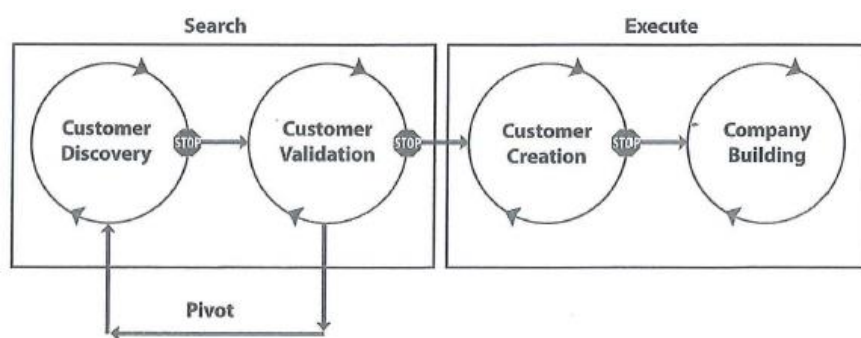 Search
Execute
Customer
Discovery
STOP
Customer
Validation
STOP
Customer
Creation
STOP
Company
Building
Pivot